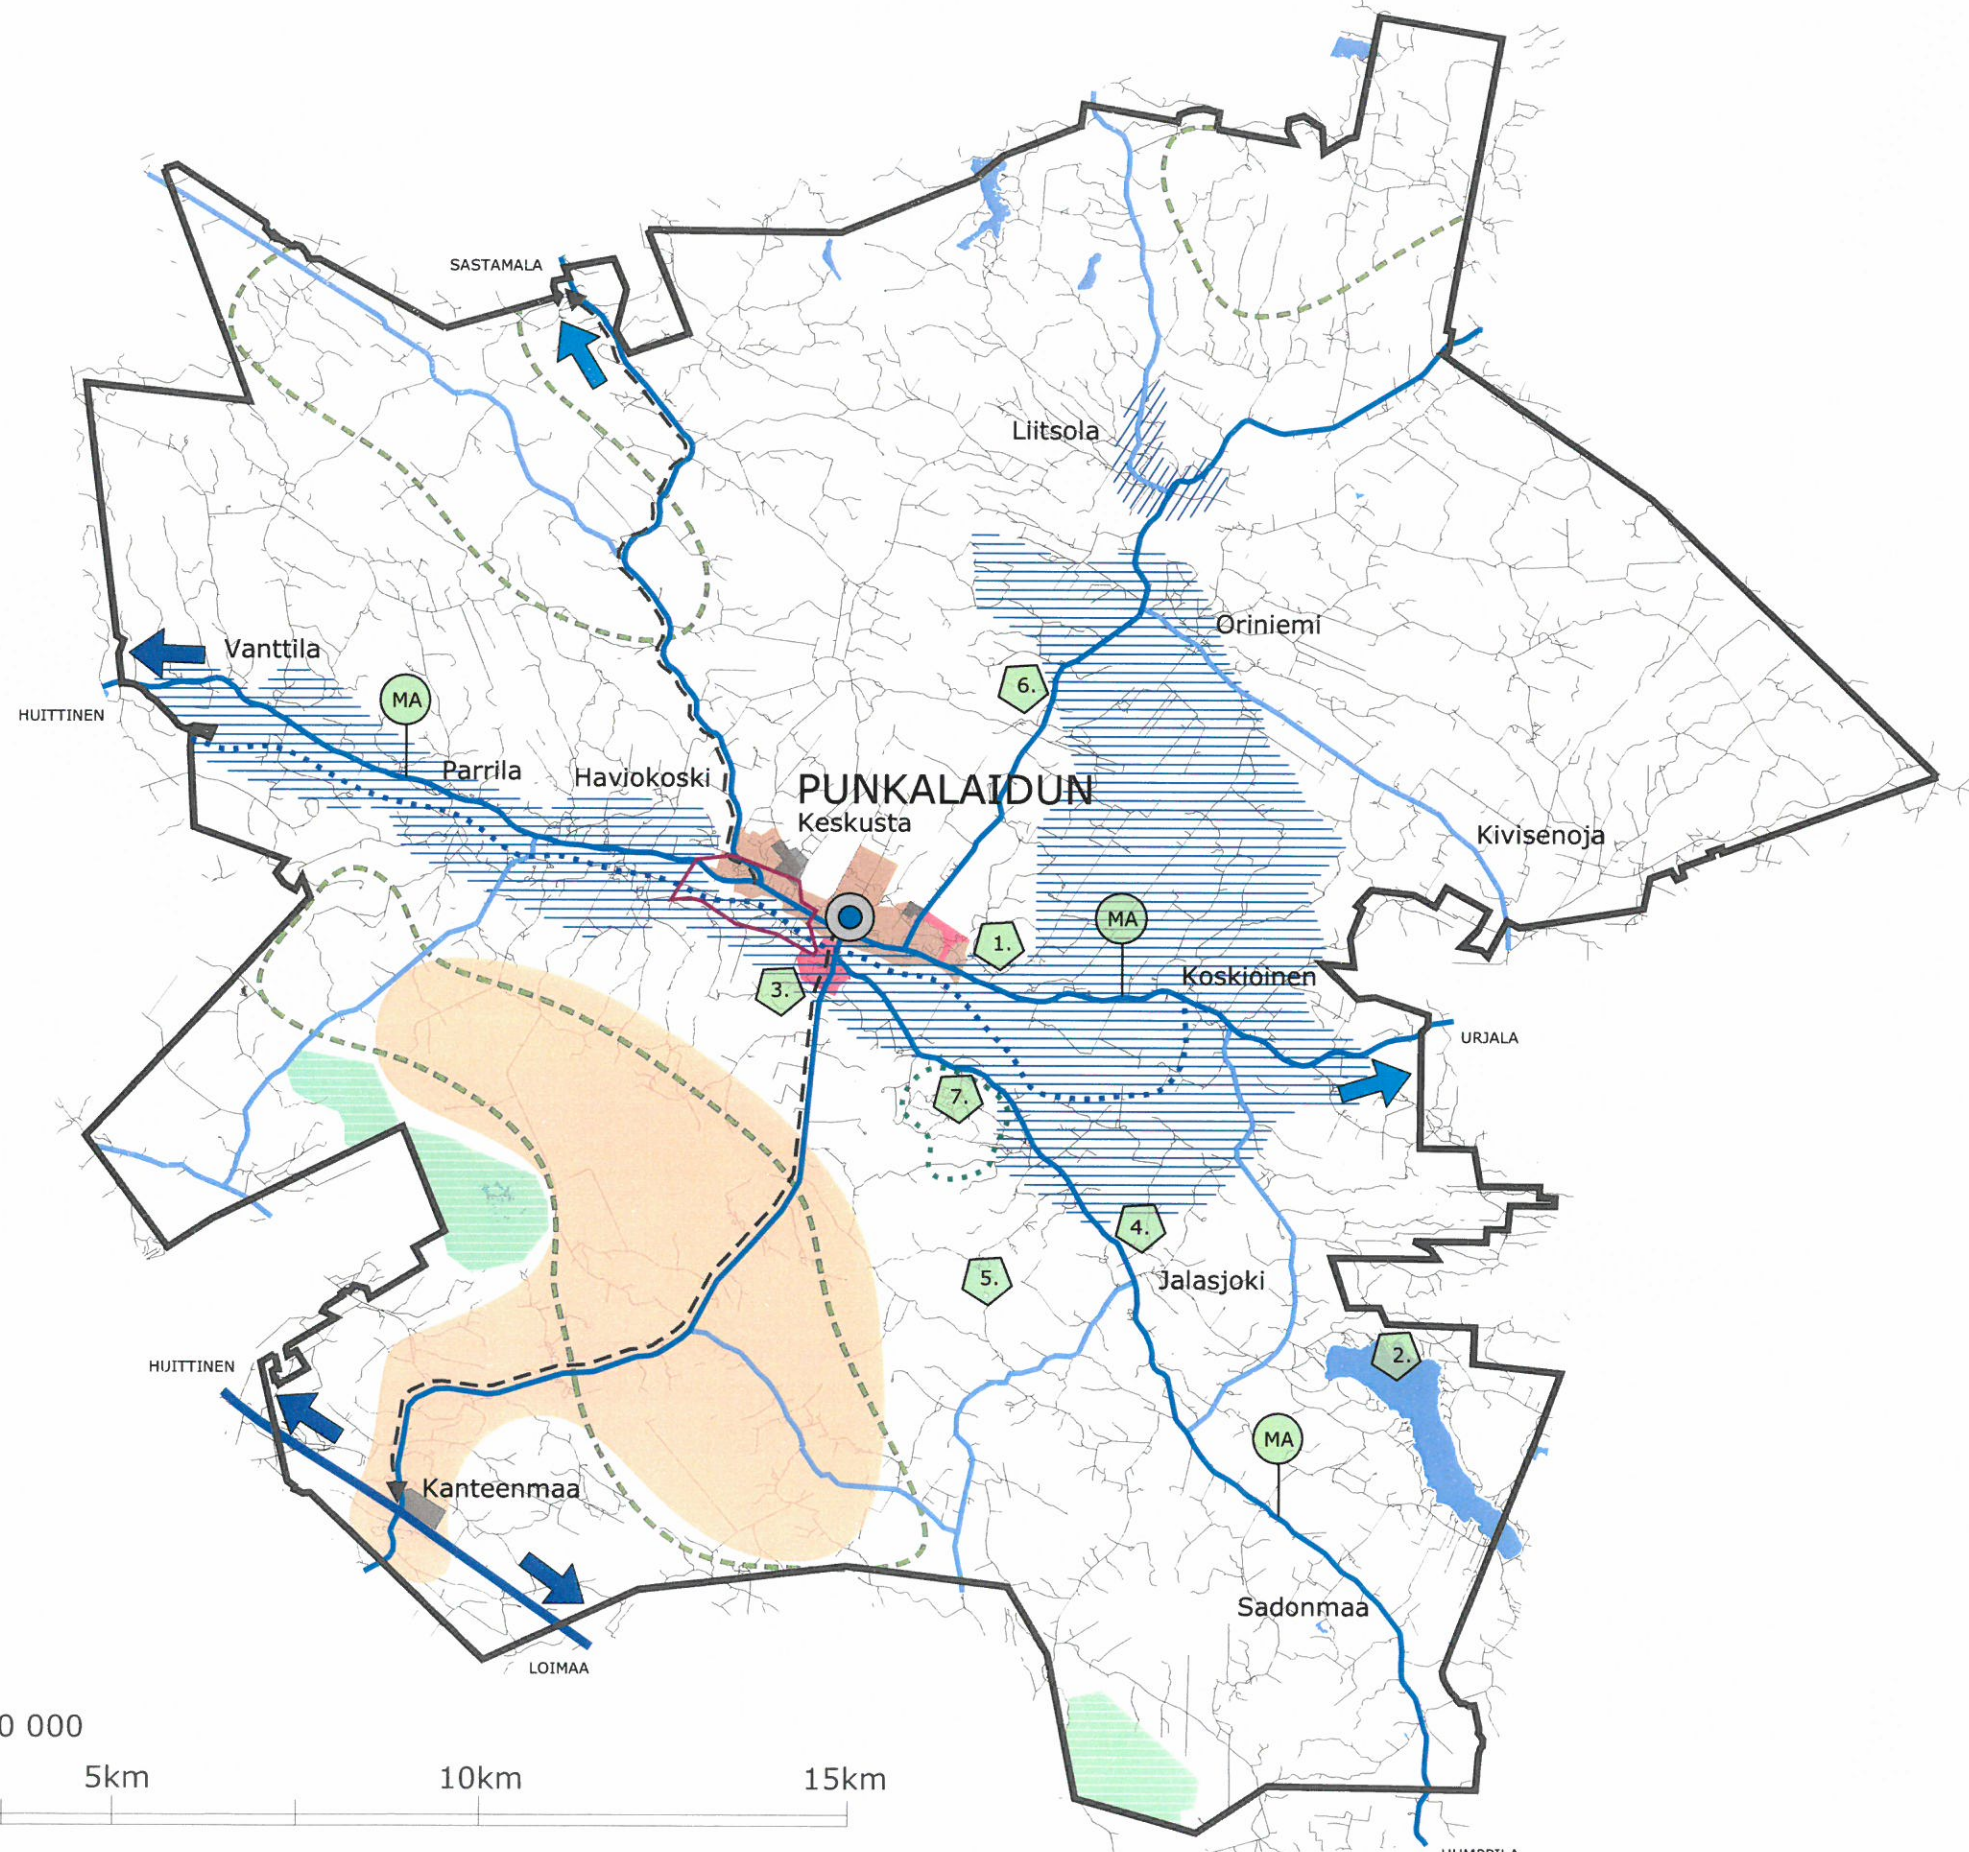 SASTAMALA
Liitsola
Oriniemi
Vanttila
MA
6.
HUITTINEN
Parrila
Haviokoski
PUNKALAIDUN
Keskusta
Kivisenoja
MA
1.
Koskioinen
3.
URJALA
7.
4.
5.
Jalasjoki
2.
HUITTINEN
MA
Kanteenmaa
Sadonmaa
LOIMAA
0 000
5km 10km 15km